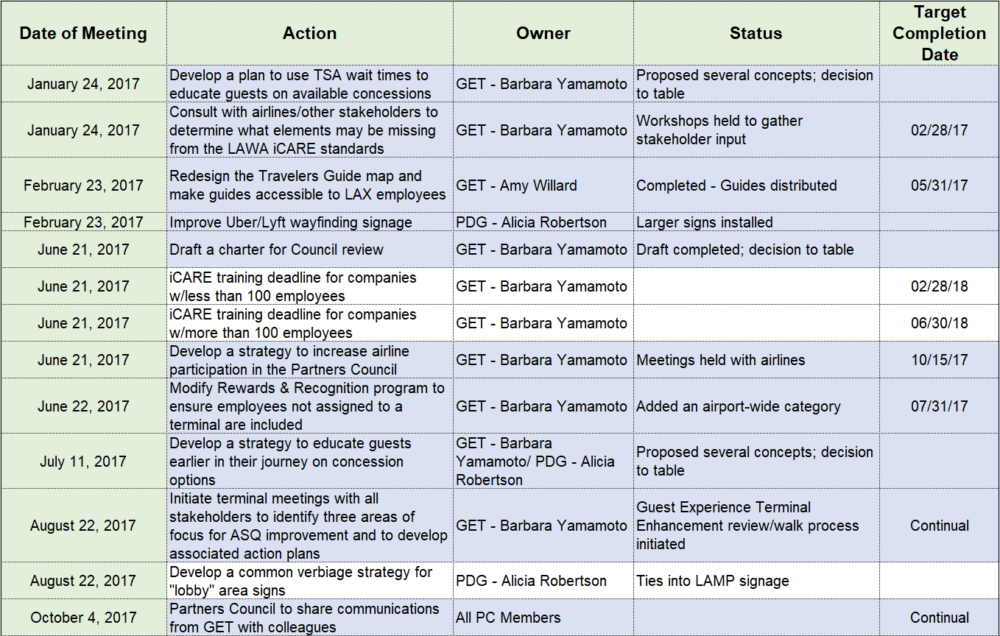 Date of Meeting
Action
Owner
Status
Target
Completion
Date
January 24, 2017
Develop a plan to use TSA wait times to
educate guests on available concessions
GET - Barbara Yamamoto
Proposed several concepts; decision
to table
January 24, 2017
Consult with airlines/other stakeholders to
determine what elements may be missing
from the LAWA iCARE standards
GET - Barbara Yamamoto
Workshops held to gather
stakeholder input
02/28/17
February 23, 2017
Redesign the Travelers Guide map and
make guides accessible to LAX employees
GET - Amy Willard
Completed - Guides distributed
05/31/17
February 23, 2017
Improve Uber/Lyft wayfinding signage
PDG - Alicia Robertson
Larger signs installed
June 21, 2017
Draft a charter for Council review
GET - Barbara Yamamoto
Draft completed; decision to table
June 21, 2017
iCARE training deadline for companies
w/less than 100 employees
GET - Barbara Yamamoto
02/28/18
June 21, 2017
iCARE training deadline for companies
w/more than 100 employees
GET - Barbara Yamamoto
06/30/18
June 21, 2017
Develop a strategy to increase airline
participation in the Partners Council
GET - Barbara Yamamoto
Meetings held with airlines
10/15/17
June 22, 2017
Modify Rewards & Recognition program to
ensure employees not assigned to a
terminal are included
GET - Barbara Yamamoto
Added an airport-wide category
07/31/17
July 11, 2017
Develop a strategy to educate guests
earlier in their journey on concession
options
GET - Barbara
Yamamoto/ PDG - Alicia
Robertson
Proposed several concepts; decision
to table
August 22, 2017
Initiate terminal meetings with all
stakeholders to identify three areas of
focus for ASQ improvement and to develop
associated action plans
GET - Barbara Yamamoto
Guest Experience Terminal
Enhancement review/walk process
initiated
Continual
August 22, 2017
Develop a common verbiage strategy for
"lobby" area signs
PDG - Alicia Robertson
Ties into LAMP signage
October 4, 2017
Partners Council to share communications
from GET with colleagues
All PC Members
Continual